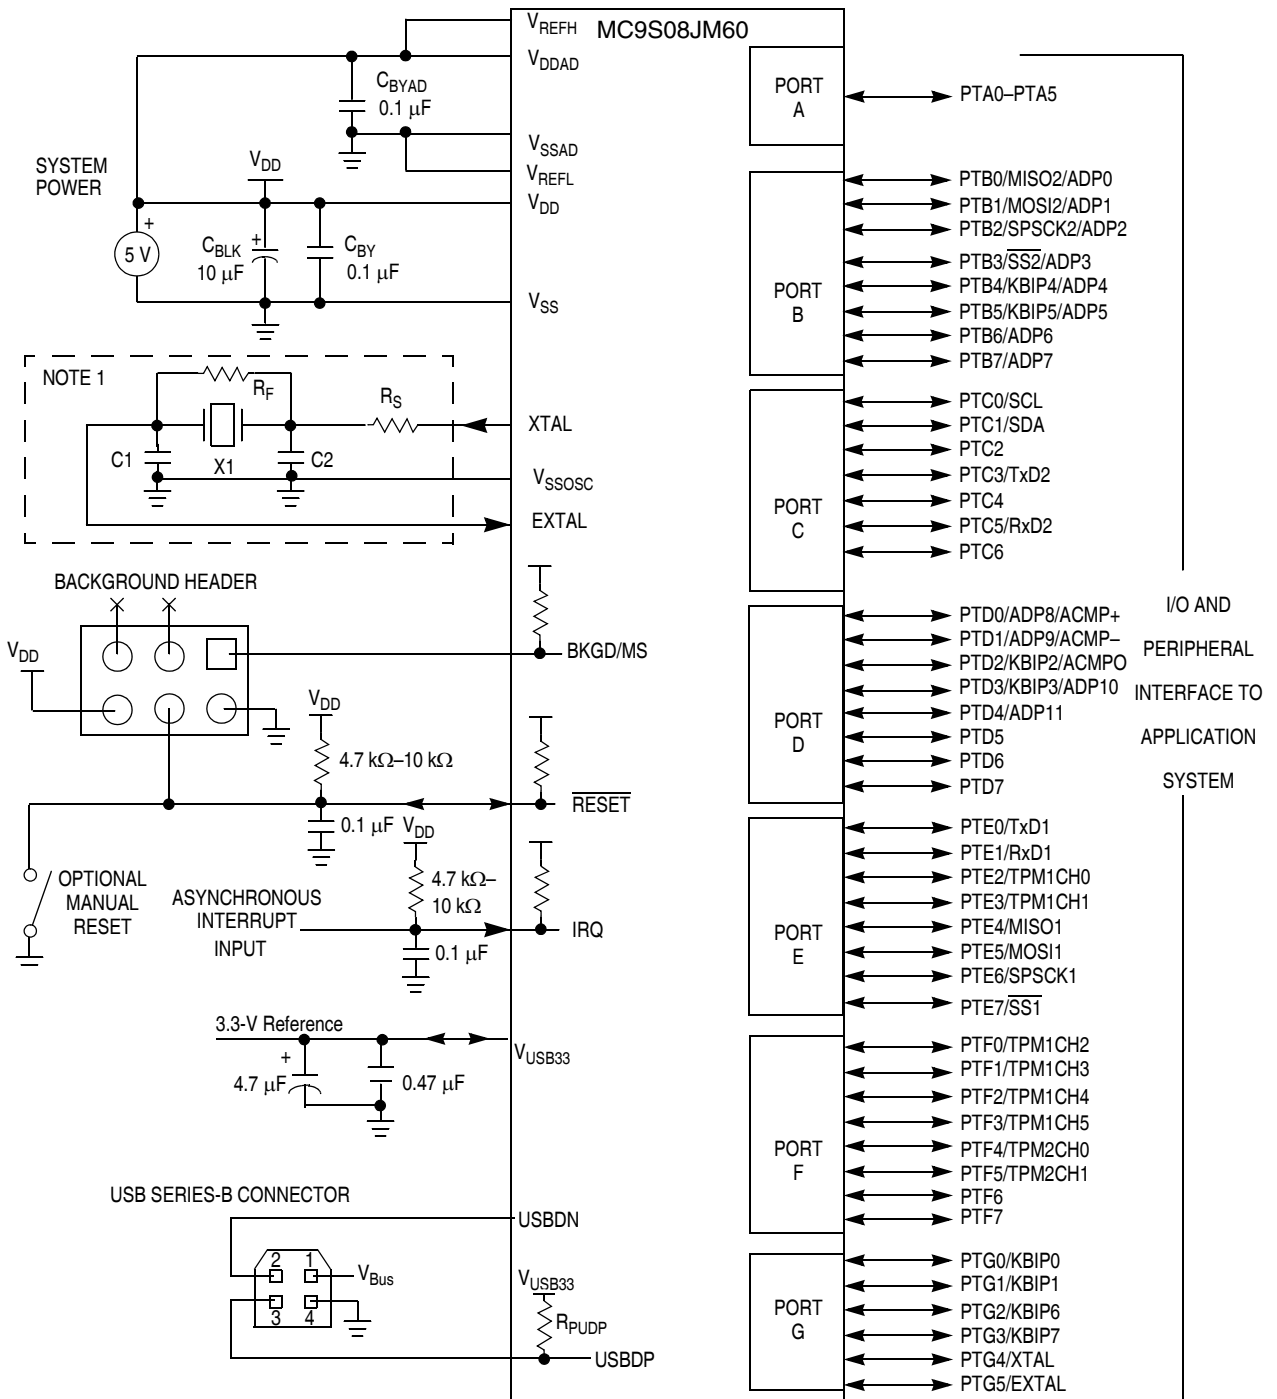 MC9S08JM60
VREFH
VDDAD
CBYAD
0.1 µF
VSSAD
VREFL
SYSTEM
POWER
VDD
VDD
+
5 V
CBLK
10 µF
+
CBY
0.1 µF
VSS
NOTE 1
RF
RS
XTAL
C1
X1
C2
VSSOSC
EXTAL
BACKGROUND HEADER
VDD
BKGD/MS
VDD
4.7 kΩ–10 kΩ
RESET
0.1 µF
OPTIONAL
MANUAL
RESET
VDD
4.7 kΩ–
10 kΩ
ASYNCHRONOUS
INTERRUPT
INPUT
IRQ
0.1 µF
3.3-V Reference
VUSB33
+
4.7 µF
0.47 µF
USB SERIES-B CONNECTOR
USBDN
2 1
VBus
3 4
VUSB33
RPUDP
USBDP
PORT
A
PTA0–PTA5
PORT
B
PTB0/MISO2/ADP0
PTB1/MOSI2/ADP1
PTB2/SPSCK2/ADP2
PTB3/SS2/ADP3
PTB4/KBIP4/ADP4
PTB5/KBIP5/ADP5
PTB6/ADP6
PTB7/ADP7
PORT
C
PTC0/SCL
PTC1/SDA
PTC2
PTC3/TxD2
PTC4
PTC5/RxD2
PTC6
PORT
D
PTD0/ADP8/ACMP+
PTD1/ADP9/ACMP–
PTD2/KBIP2/ACMPO
PTD3/KBIP3/ADP10
PTD4/ADP11
PTD5
PTD6
PTD7
PORT
E
PTE0/TxD1
PTE1/RxD1
PTE2/TPM1CH0
PTE3/TPM1CH1
PTE4/MISO1
PTE5/MOSI1
PTE6/SPSCK1
PTE7/SS1
PORT
F
PTF0/TPM1CH2
PTF1/TPM1CH3
PTF2/TPM1CH4
PTF3/TPM1CH5
PTF4/TPM2CH0
PTF5/TPM2CH1
PTF6
PTF7
PORT
G
PTG0/KBIP0
PTG1/KBIP1
PTG2/KBIP6
PTG3/KBIP7
PTG4/XTAL
PTG5/EXTAL
I/O AND
PERIPHERAL
INTERFACE TO
APPLICATION
SYSTEM